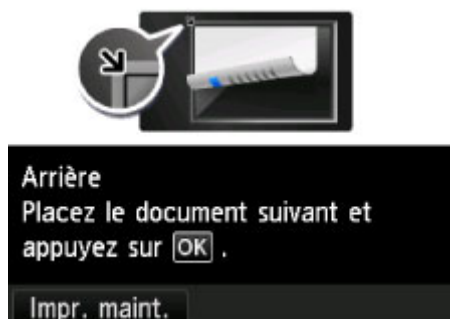 Arrière
Placez le document suivant et
appuyez sur OK .
Impr. maint.